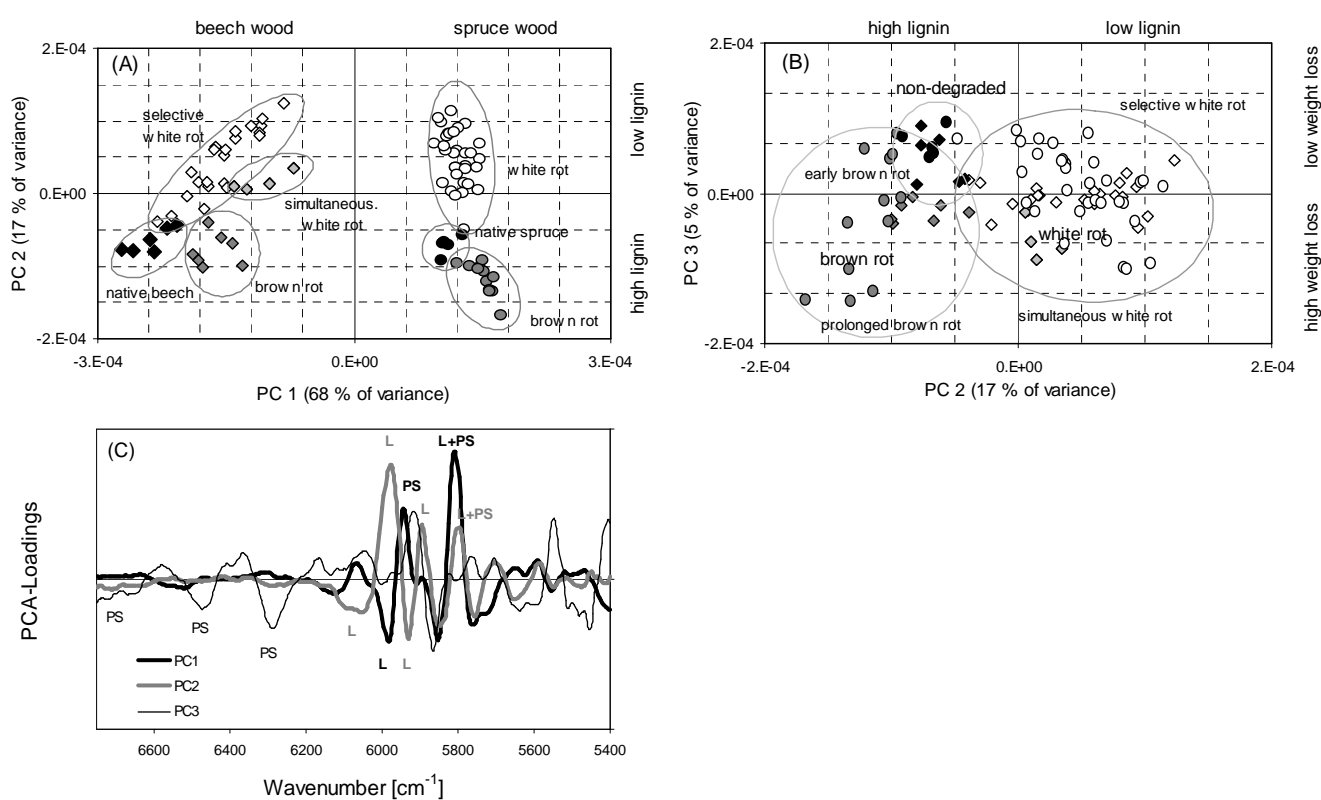 beech wood
spruce wood
(A)
2.E-04
0.E+00
-2.E-04
-3.E-04
0.E+00
3.E-04
PC 2 (17 % of variance)
PC 1 (68 % of variance)
low lignin
high lignin
selective
white rot
simultaneous.
white rot
brown rot
native beech
white rot
native spruce
brown rot
high lignin
low lignin
(B)
2.E-04
0.E+00
-2.E-04
-2.E-04
0.E+00
2.E-04
PC 3 (5 % of variance)
PC 2 (17 % of variance)
low weight loss
high weight loss
non-degraded
selective white rot
early brown rot
white rot
brown rot
simultaneous white rot
prolonged brown rot
(C)
PCA-Loadings
L
L+PS
PS
L
L+PS
PS
PS
PS
L
L
L
PC1
PC2
PC3
6600
6400
6200
6000
5800
5600
5400
Wavenumber [cm-1]